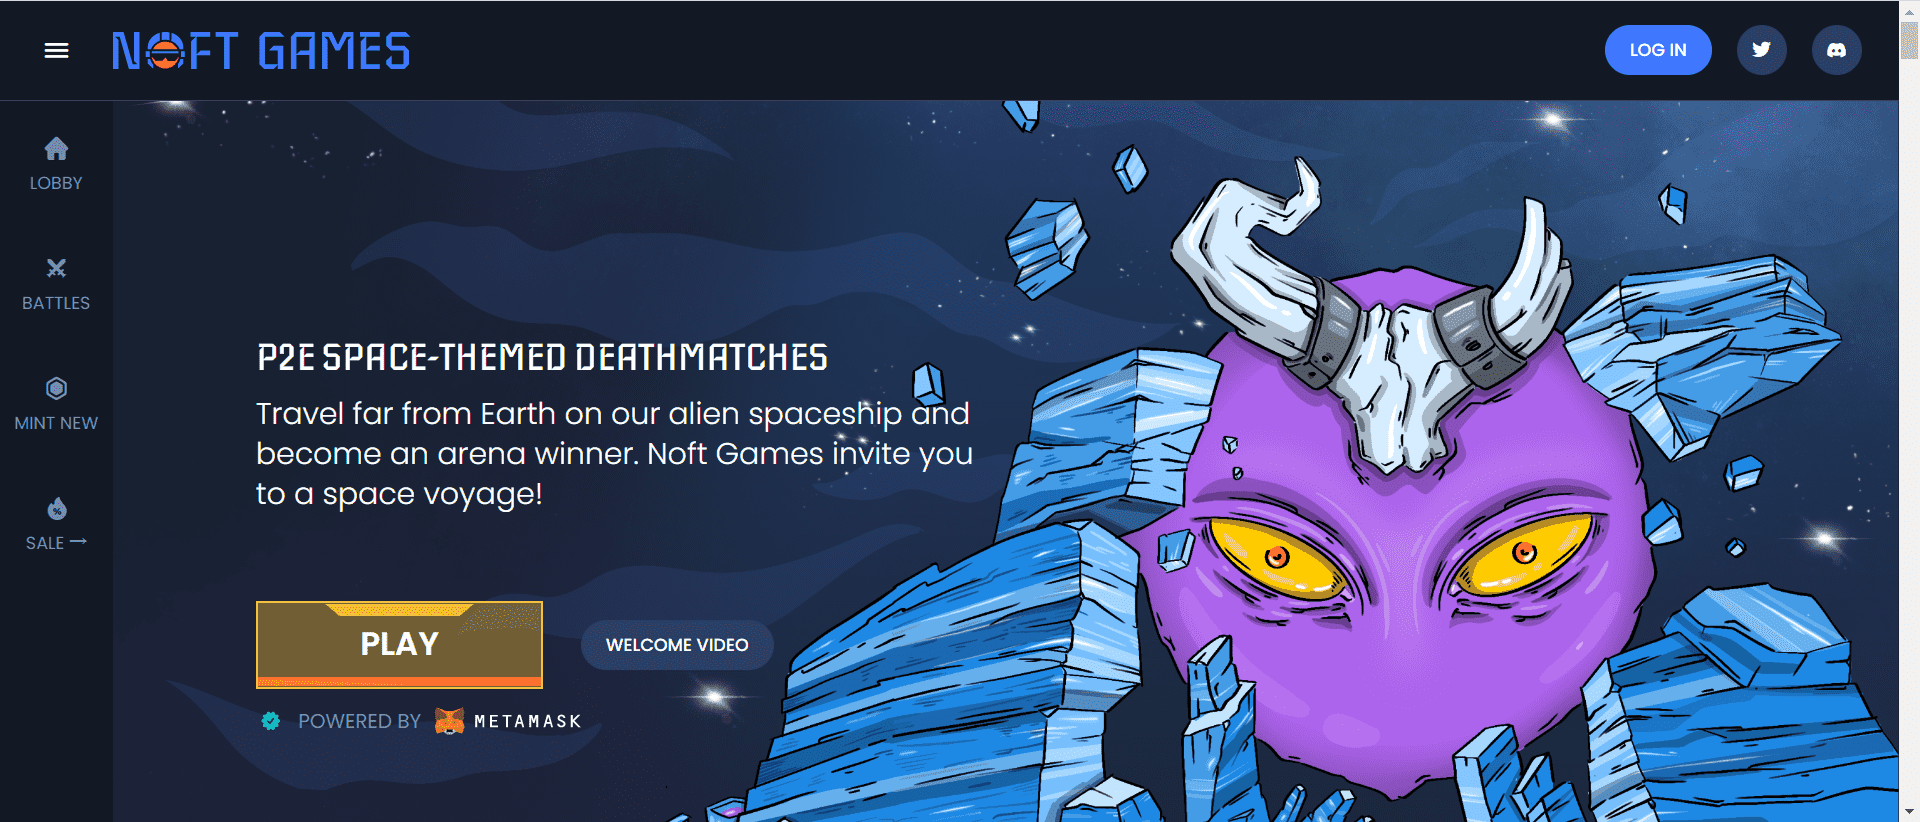 NOFT GAMES
LOG IN
LOBBY
BATTLES
MINT NEW
SALE →
P2E SPACE-THEMED DEATHMATCHES
Travel far from Earth on our alien spaceship and
become an arena winner. Noft Games invite you
to a space voyage!
PLAY
WELCOME VIDEO
POWERED BY METAMASK